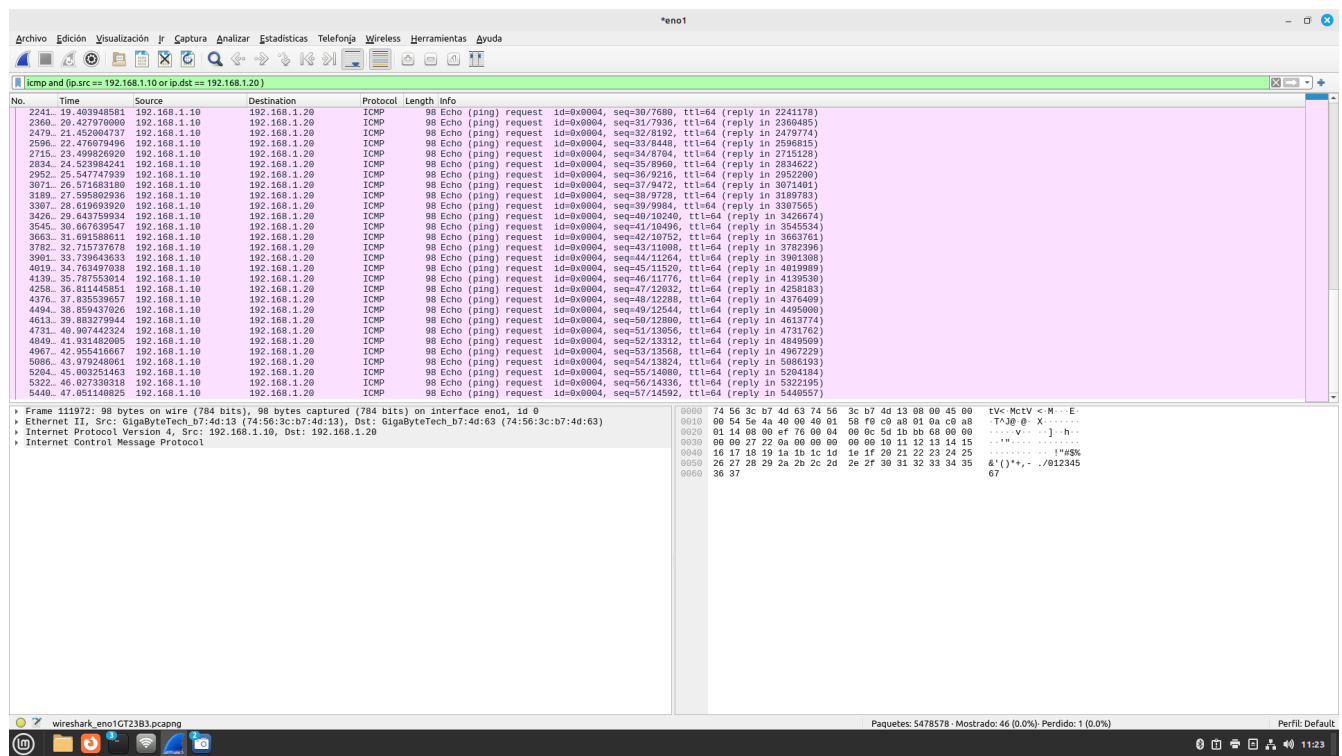 *eno1
Archivo Edición Visualización Ir Captura Analizar Estadísticas Telefonja Wireless Herramientas Ayuda
icmp and (ip.src == 192.168.1.10 or ip.dst == 192.168.1.20 )
No. Time Source Destination Protocol Length Info
2241… 19.403948581 192.168.1.10 192.168.1.20 ICMP 98 Echo (ping) request id=0x0004, seq=30/7680, ttl=64 (reply in 2241178)
2360… 20.427970000 192.168.1.10 192.168.1.20 ICMP 98 Echo (ping) request id=0x0004, seq=31/7936, ttl=64 (reply in 2360485)
2479… 21.452004737 192.168.1.10 192.168.1.20 ICMP 98 Echo (ping) request id=0x0004, seq=32/8192, ttl=64 (reply in 2479774)
2596… 22.476079496 192.168.1.10 192.168.1.20 ICMP 98 Echo (ping) request id=0x0004, seq=33/8448, ttl=64 (reply in 2596815)
2715… 23.499826920 192.168.1.10 192.168.1.20 ICMP 98 Echo (ping) request id=0x0004, seq=34/8704, ttl=64 (reply in 2715128)
2834… 24.523984241 192.168.1.10 192.168.1.20 ICMP 98 Echo (ping) request id=0x0004, seq=35/8960, ttl=64 (reply in 2834622)
2952… 25.547747939 192.168.1.10 192.168.1.20 ICMP 98 Echo (ping) request id=0x0004, seq=36/9216, ttl=64 (reply in 2952200)
3071… 26.571683180 192.168.1.10 192.168.1.20 ICMP 98 Echo (ping) request id=0x0004, seq=37/9472, ttl=64 (reply in 3071401)
3189… 27.595802936 192.168.1.10 192.168.1.20 ICMP 98 Echo (ping) request id=0x0004, seq=38/9728, ttl=64 (reply in 3189783)
3307… 28.619693920 192.168.1.10 192.168.1.20 ICMP 98 Echo (ping) request id=0x0004, seq=39/9984, ttl=64 (reply in 3307565)
3426… 29.643759934 192.168.1.10 192.168.1.20 ICMP 98 Echo (ping) request id=0x0004, seq=40/10240, ttl=64 (reply in 3426674)
3545… 30.667639547 192.168.1.10 192.168.1.20 ICMP 98 Echo (ping) request id=0x0004, seq=41/10496, ttl=64 (reply in 3545534)
3663… 31.691588611 192.168.1.10 192.168.1.20 ICMP 98 Echo (ping) request id=0x0004, seq=42/10752, ttl=64 (reply in 3663761)
3782… 32.715737678 192.168.1.10 192.168.1.20 ICMP 98 Echo (ping) request id=0x0004, seq=43/11008, ttl=64 (reply in 3782396)
3901… 33.739643633 192.168.1.10 192.168.1.20 ICMP 98 Echo (ping) request id=0x0004, seq=44/11264, ttl=64 (reply in 3901308)
4019… 34.763497038 192.168.1.10 192.168.1.20 ICMP 98 Echo (ping) request id=0x0004, seq=45/11520, ttl=64 (reply in 4019989)
4139… 35.787553014 192.168.1.10 192.168.1.20 ICMP 98 Echo (ping) request id=0x0004, seq=46/11776, ttl=64 (reply in 4139530)
4258… 36.811445851 192.168.1.10 192.168.1.20 ICMP 98 Echo (ping) request id=0x0004, seq=47/12032, ttl=64 (reply in 4258183)
4376… 37.835539657 192.168.1.10 192.168.1.20 ICMP 98 Echo (ping) request id=0x0004, seq=48/12288, ttl=64 (reply in 4376409)
4494… 38.859437026 192.168.1.10 192.168.1.20 ICMP 98 Echo (ping) request id=0x0004, seq=49/12544, ttl=64 (reply in 4495000)
4613… 39.883279944 192.168.1.10 192.168.1.20 ICMP 98 Echo (ping) request id=0x0004, seq=50/12800, ttl=64 (reply in 4613774)
4731… 40.907442324 192.168.1.10 192.168.1.20 ICMP 98 Echo (ping) request id=0x0004, seq=51/13056, ttl=64 (reply in 4731762)
4849… 41.931482005 192.168.1.10 192.168.1.20 ICMP 98 Echo (ping) request id=0x0004, seq=52/13312, ttl=64 (reply in 4849509)
4967… 42.955416667 192.168.1.10 192.168.1.20 ICMP 98 Echo (ping) request id=0x0004, seq=53/13568, ttl=64 (reply in 4967229)
5086… 43.979248061 192.168.1.10 192.168.1.20 ICMP 98 Echo (ping) request id=0x0004, seq=54/13824, ttl=64 (reply in 5086193)
5204… 45.003251463 192.168.1.10 192.168.1.20 ICMP 98 Echo (ping) request id=0x0004, seq=55/14080, ttl=64 (reply in 5204184)
5322… 46.027330318 192.168.1.10 192.168.1.20 ICMP 98 Echo (ping) request id=0x0004, seq=56/14336, ttl=64 (reply in 5322195)
5440… 47.051140825 192.168.1.10 192.168.1.20 ICMP 98 Echo (ping) request id=0x0004, seq=57/14592, ttl=64 (reply in 5440557)
Frame 111972: 98 bytes on wire (784 bits), 98 bytes captured (784 bits) on interface eno1, id 0
Ethernet II, Src: GigaByteTech_b7:4d:13 (74:56:3c:b7:4d:13), Dst: GigaByteTech_b7:4d:63 (74:56:3c:b7:4d:63)
Internet Protocol Version 4, Src: 192.168.1.10, Dst: 192.168.1.20
Internet Control Message Protocol
0000 74 56 3c b7 4d 63 74 56 3c b7 4d 13 08 00 45 00 tV<·MctV <·M···E·
0010 00 54 5e 4a 40 00 40 01 58 f0 c0 a8 01 0a c0 a8 ·T^J@·@· X·······
0020 01 14 08 00 ef 76 00 04 00 0c 5d 1b bb 68 00 00 ·····v·· ··]··h··
0030 00 00 27 22 0a 00 00 00 00 00 10 11 12 13 14 15 ··'"···· ········
0040 16 17 18 19 1a 1b 1c 1d 1e 1f 20 21 22 23 24 25 ········ ·· !"#$%
0050 26 27 28 29 2a 2b 2c 2d 2e 2f 30 31 32 33 34 35 &'()*+,- ./012345
0060 36 37 67
wireshark_eno1GT23B3.pcapng Paquetes: 5478578 · Mostrado: 46 (0.0%)· Perdido: 1 (0.0%) Perfil: Default
3 2 11:23